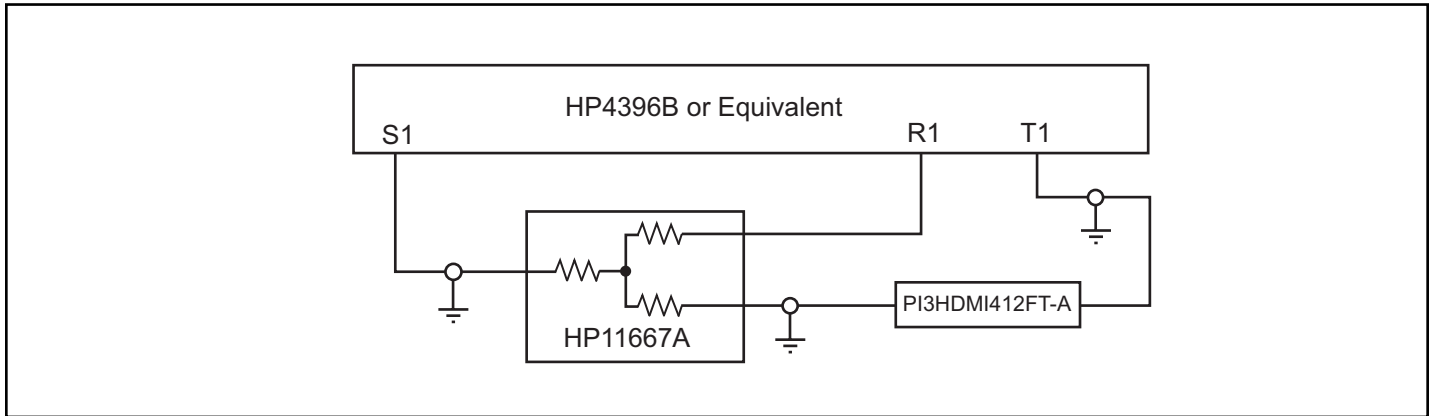 HP4396B or Equivalent
S1
R1
T1
PI3HDMI412FT-A
HP11667A